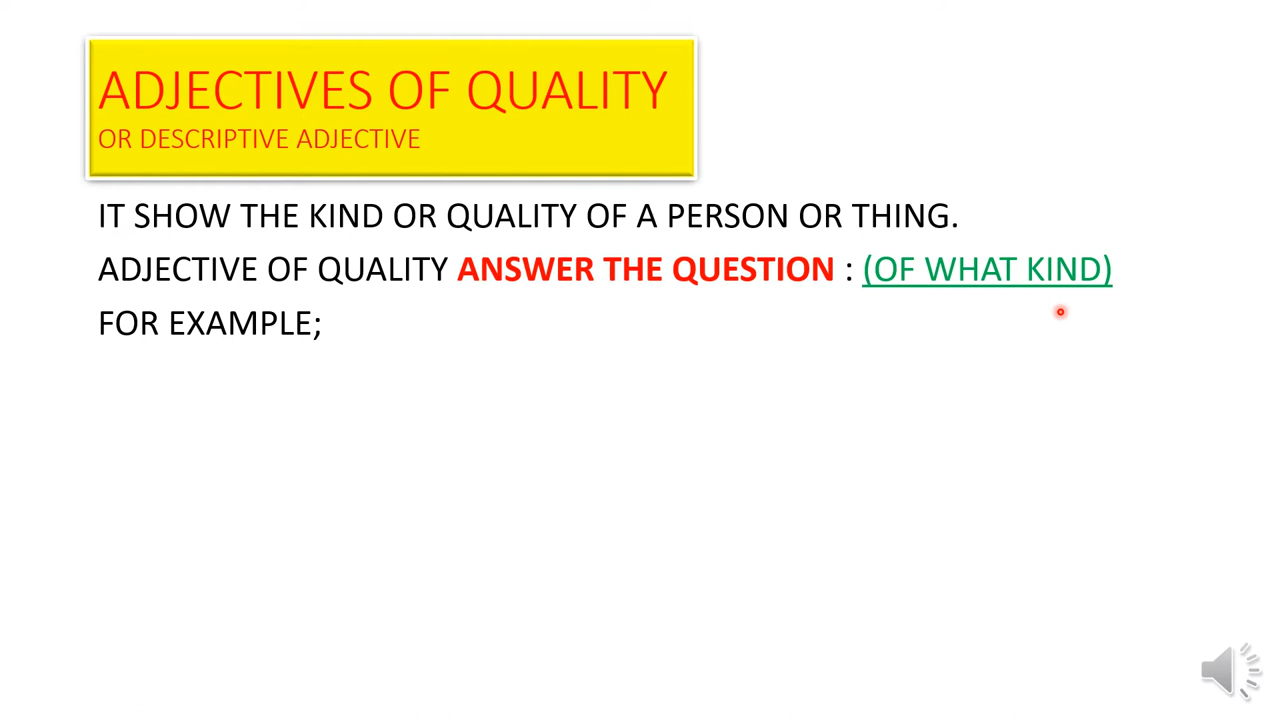 ADJECTIVES OF QUALITY
OR DESCRIPTIVE ADJECTIVE
IT SHOW THE KIND OR QUALITY OF A PERSON OR THING.
ADJECTIVE OF QUALITY ANSWER THE QUESTION : (OF WHAT KIND)
FOR EXAMPLE;